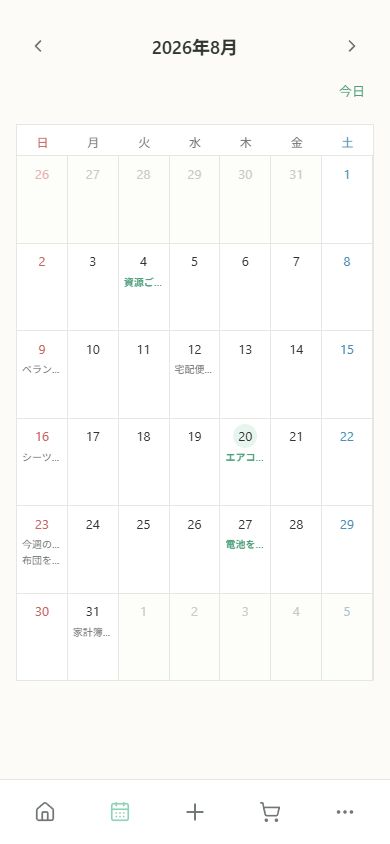 2026年8月
今日
日 月 火 水 木 金 土
26 27 28 29 30 31 1
2 3 4 5 6 7 8
資源ご...
9 10 11 12 13 14 15
ベラン... 宅配便...
16 17 18 19 20 21 22
シーツ... エアコ...
23 24 25 26 27 28 29
今週の... 電池を...
布団を...
30 31 1 2 3 4 5
家計簿...